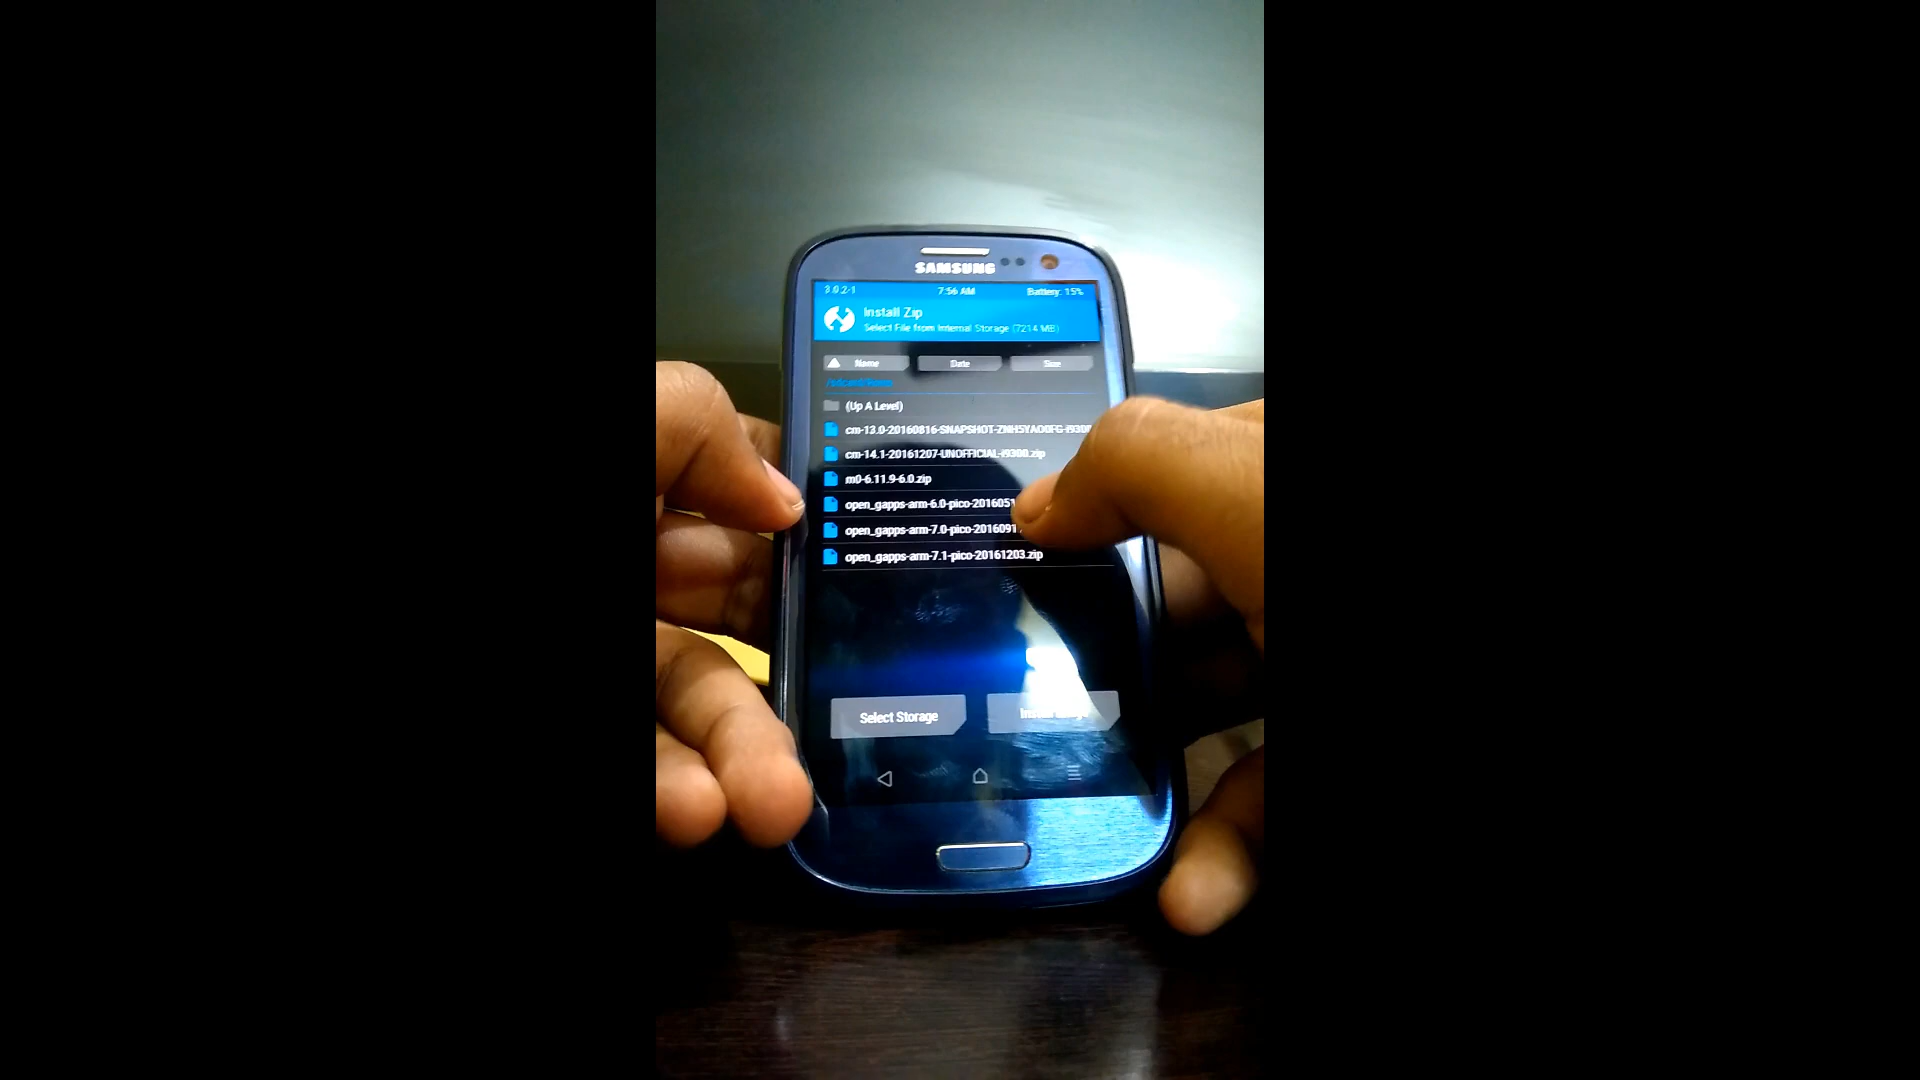 SAMSUNG
3.0.2-1 7:56 AM Battery: 15%
Install Zip
Select File from Internal Storage (7214 MB)
Name Date Size
(Up A Level)
cm-13.0-20160816-SNAPSHOT-ZNH5YAO0FG-i930
cm-14.1-20161207-UNOFFICIAL-i9300.zip
m0-6.11.9-6.0.zip
open_gapps-arm-6.0-pico-201605
open_gapps-arm-7.0-pico-2016091
open_gapps-arm-7.1-pico-20161203.zip
Select Storage